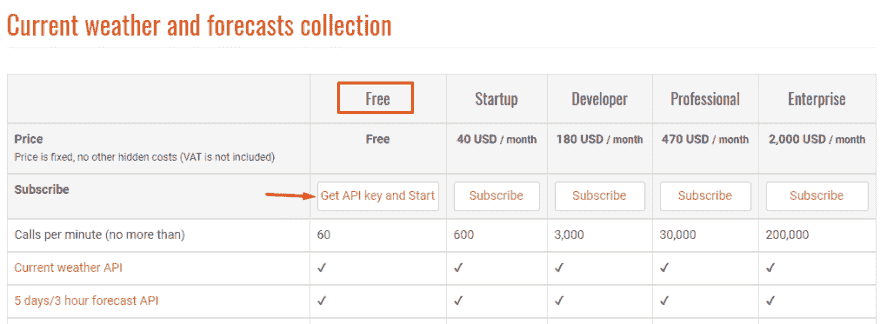 Current weather and forecasts collection
Free Startup Developer Professional Enterprise
Price Free 40 USD / month 180 USD / month 470 USD / month 2,000 USD / month
Price is fixed, no other hidden costs (VAT is not included)
Subscribe Get API key and Start Subscribe Subscribe Subscribe Subscribe
Calls per minute (no more than) 60 600 3,000 30,000 200,000
Current weather API ✓ ✓ ✓ ✓ ✓
5 days/3 hour forecast API ✓ ✓ ✓ ✓ ✓